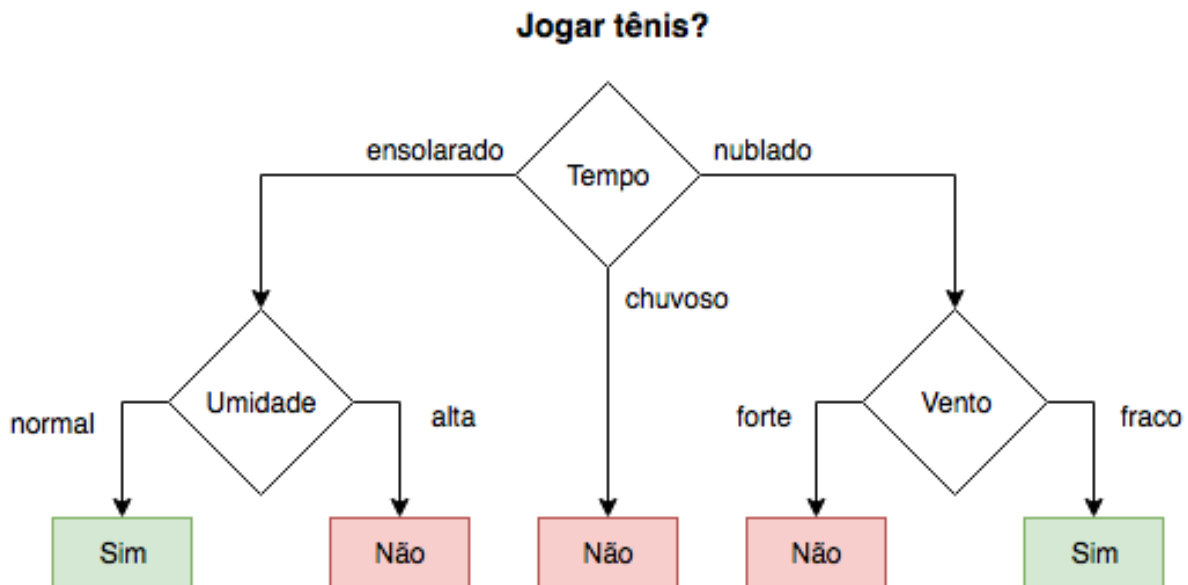 Jogar tênis?
ensolarado
Tempo
nublado
chuvoso
normal
Umidade
alta
forte
Vento
fraco
Sim
Não
Não
Não
Sim